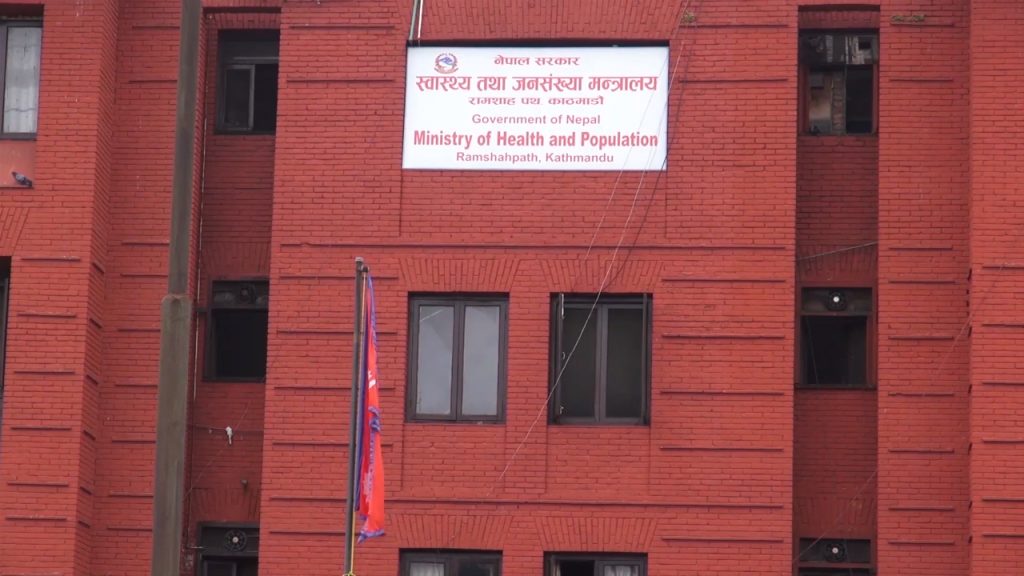 नेपाल सरकार
स्वास्थ्य तथा जनसंख्या मन्त्रालय
रामशाह पथ, काठमाडौं
Government of Nepal
Ministry of Health and Population
Ramshahpath, Kathmandu